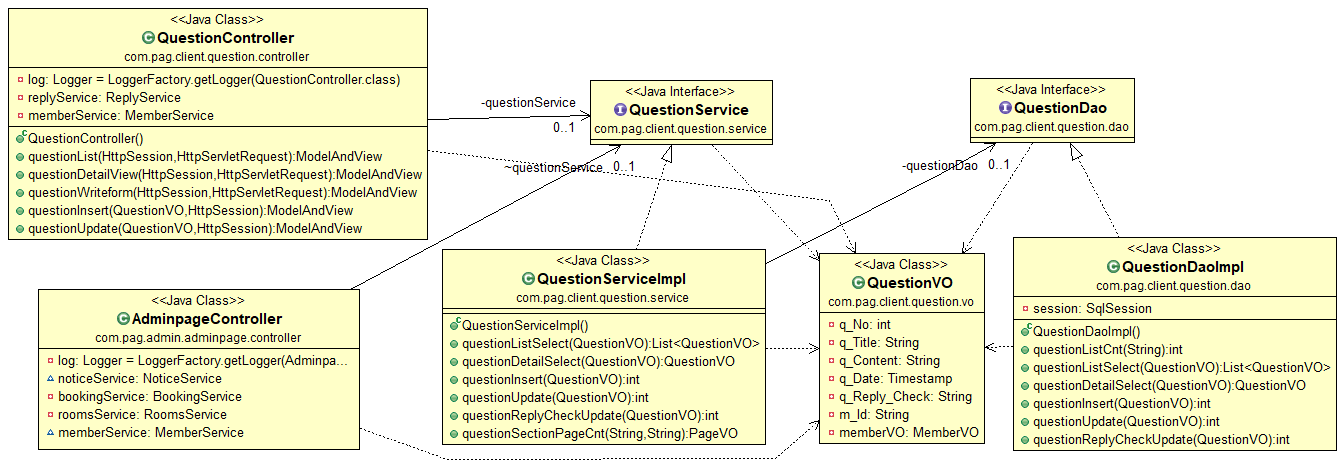 <<Java Class>>
QuestionController
com.pag.client.question.controller
log: Logger = LoggerFactory.getLogger(QuestionController.class)
replyService: ReplyService
memberService: MemberService
QuestionController()
questionList(HttpSession,HttpServletRequest):ModelAndView
questionDetailView(HttpSession,HttpServletRequest):ModelAndView
questionWriteform(HttpSession,HttpServletRequest):ModelAndView
questionInsert(QuestionVO,HttpSession):ModelAndView
questionUpdate(QuestionVO,HttpSession):ModelAndView
-questionService
0..1
<<Java Interface>>
QuestionService
com.pag.client.question.service
~questionService
0..1
<<Java Interface>>
QuestionDao
com.pag.client.question.dao
-questionDao
0..1
<<Java Class>>
AdminpageController
com.pag.admin.adminpage.controller
log: Logger = LoggerFactory.getLogger(Adminpa...
noticeService: NoticeService
bookingService: BookingService
roomsService: RoomsService
memberService: MemberService
<<Java Class>>
QuestionServiceImpl
com.pag.client.question.service
QuestionServiceImpl()
questionListSelect(QuestionVO):List<QuestionVO>
questionDetailSelect(QuestionVO):QuestionVO
questionInsert(QuestionVO):int
questionUpdate(QuestionVO):int
questionReplyCheckUpdate(QuestionVO):int
questionSectionPageCnt(String,String):PageVO
<<Java Class>>
QuestionVO
com.pag.client.question.vo
q_No: int
q_Title: String
q_Content: String
q_Date: Timestamp
q_Reply_Check: String
m_Id: String
memberVO: MemberVO
<<Java Class>>
QuestionDaoImpl
com.pag.client.question.dao
session: SqlSession
QuestionDaoImpl()
questionListCnt(String):int
questionListSelect(QuestionVO):List<QuestionVO>
questionDetailSelect(QuestionVO):QuestionVO
questionInsert(QuestionVO):int
questionUpdate(QuestionVO):int
questionReplyCheckUpdate(QuestionVO):int